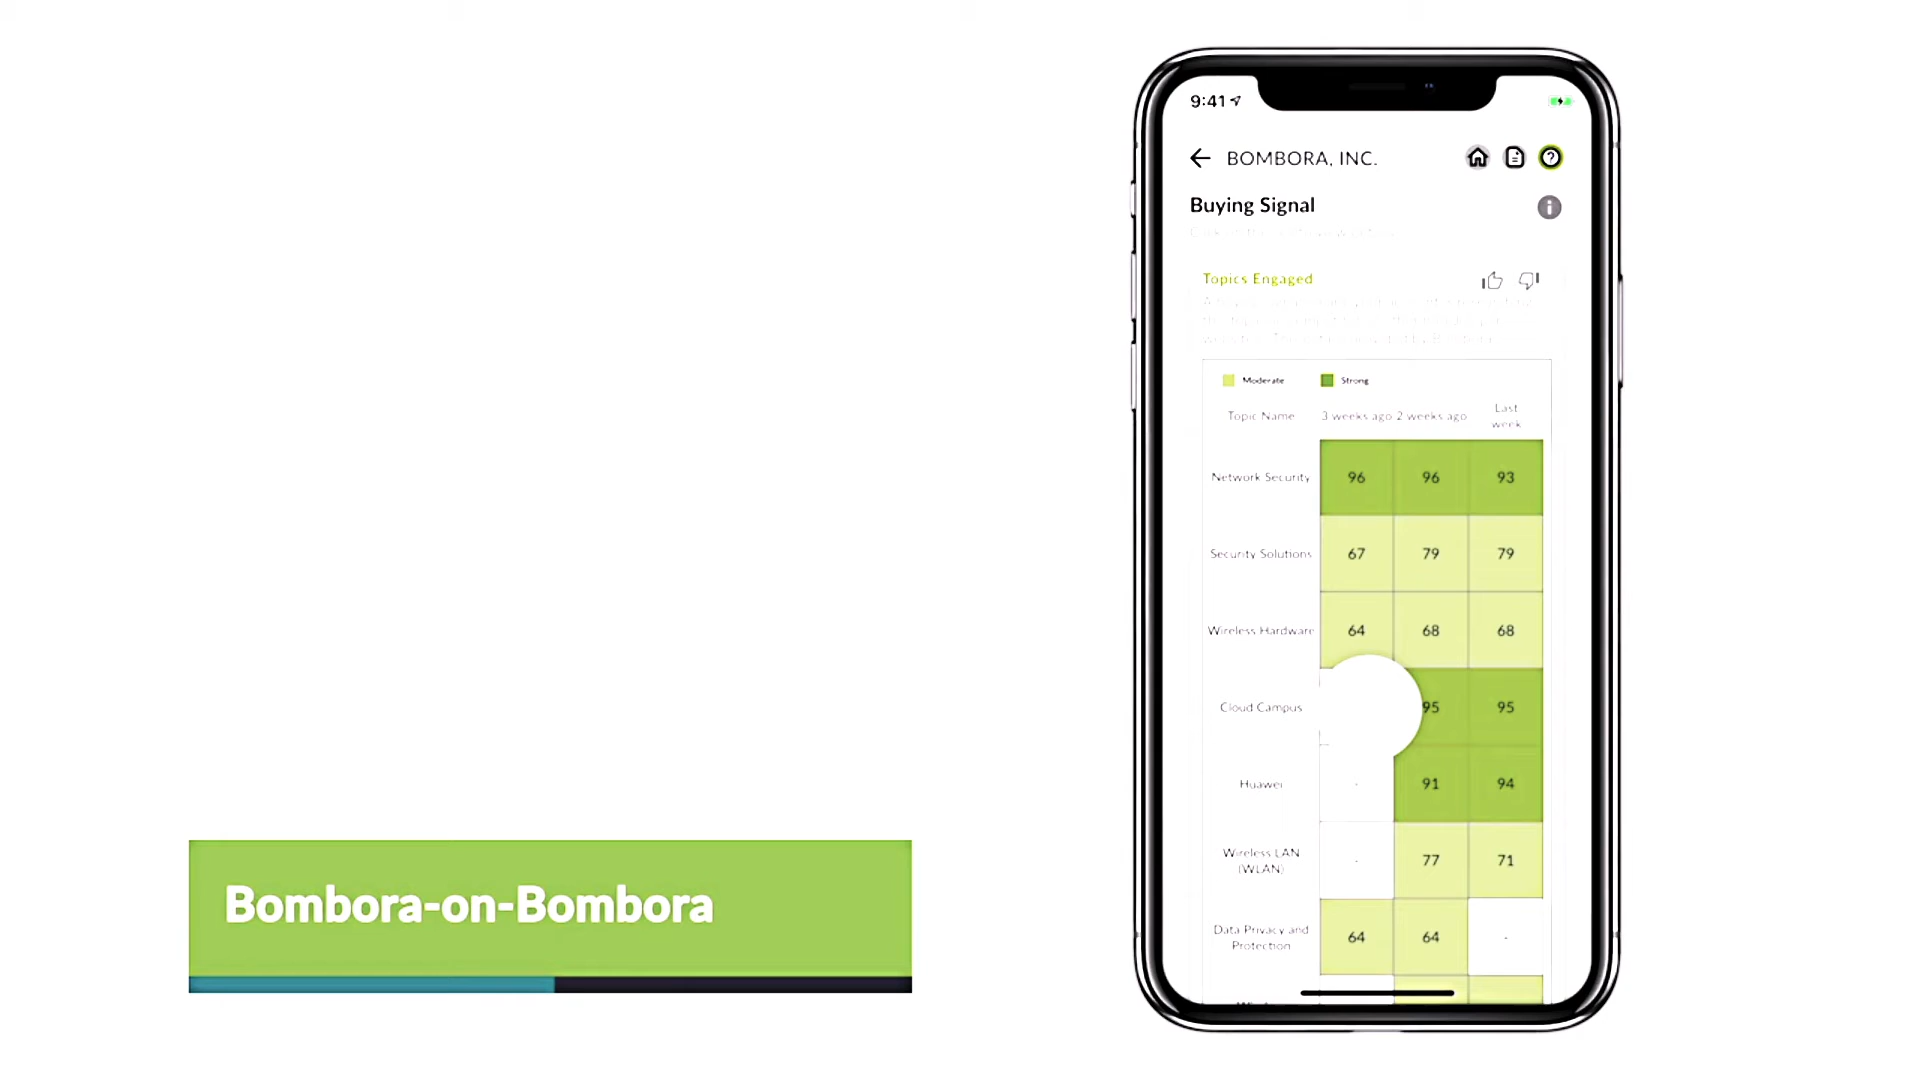 9:41
BOMBORA, INC.
Buying Signal
Topics Engaged
Moderate Strong
Topic Name 3 weeks ago 2 weeks ago Last week
Network Security 96 96 93
Security Solutions 67 79 79
Wireless Hardware 64 68 68
Cloud Campus 95 95
Huawei - 91 94
Wireless LAN (WLAN) - 77 71
Data Privacy and Protection 64 64 -
Bombora-on-Bombora